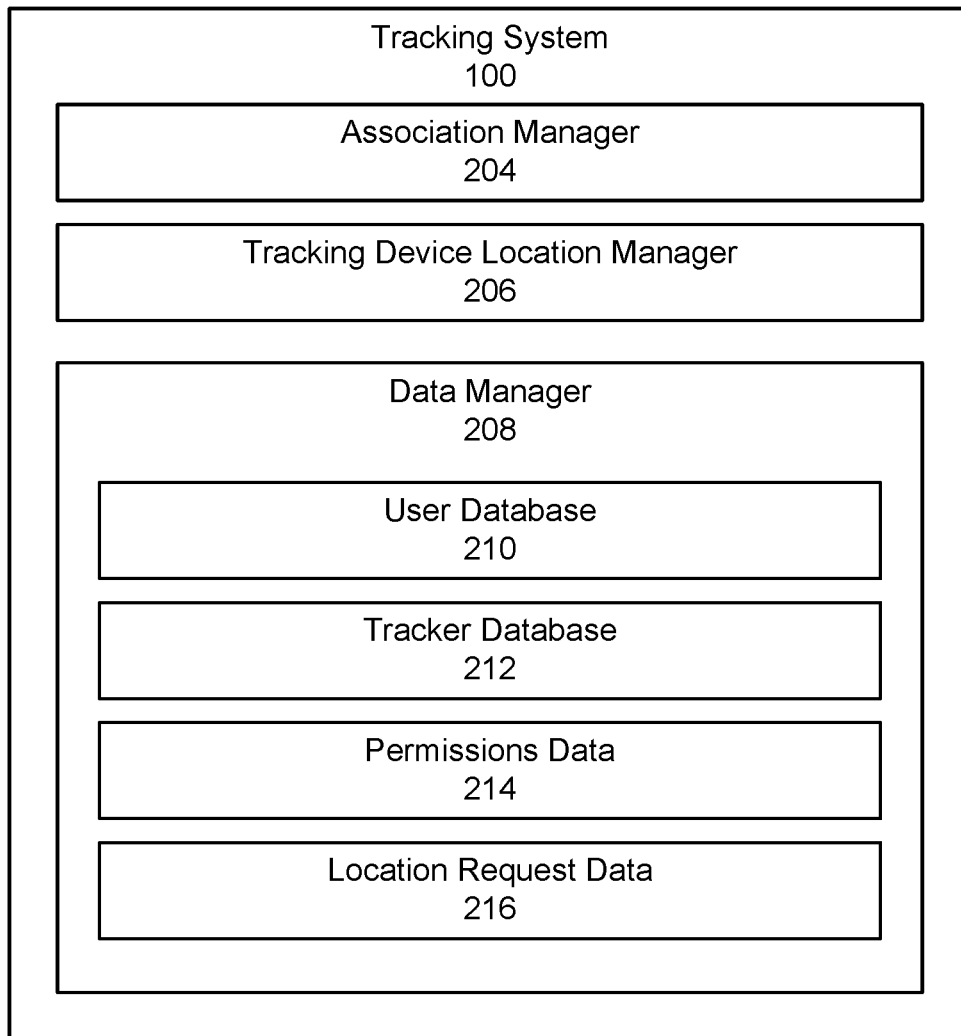 Tracking System
100
Association Manager
204
Tracking Device Location Manager
206
Data Manager
208
User Database
210
Tracker Database
212
Permissions Data
214
Location Request Data
216